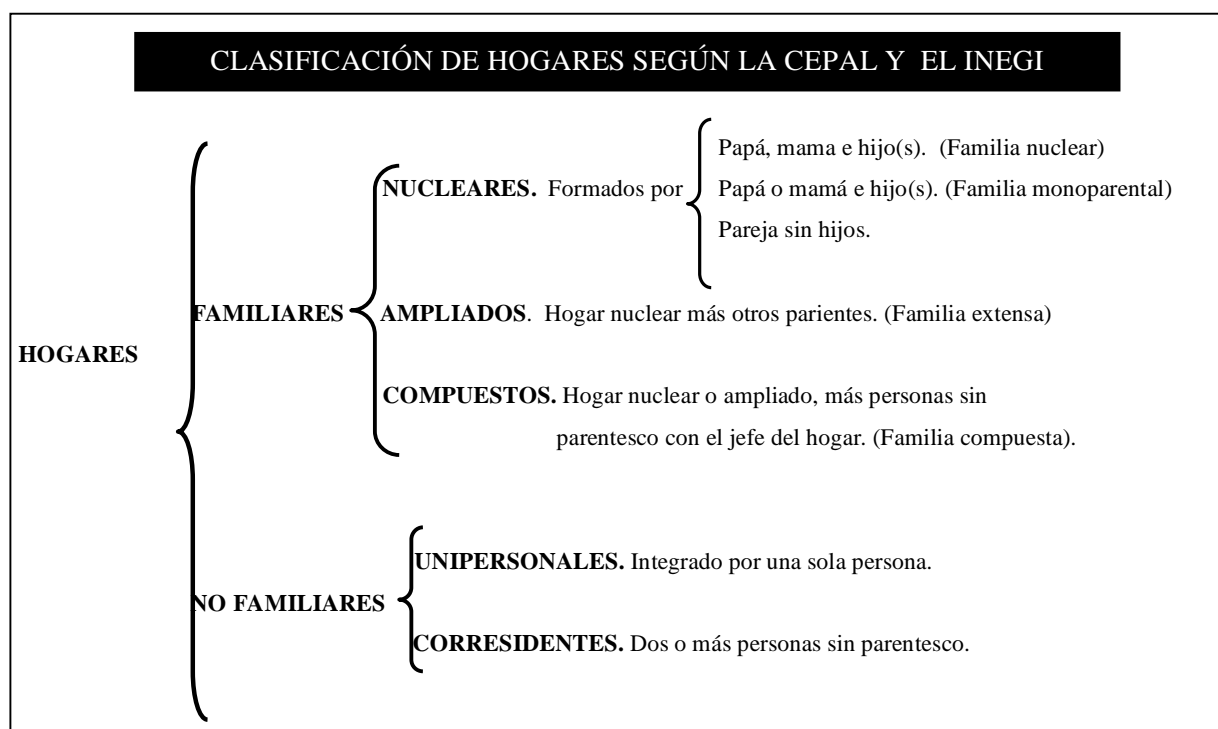 CLASIFICACIÓN DE HOGARES SEGÚN LA CEPAL Y EL INEGI
HOGARES
FAMILIARES
NUCLEARES. Formados por
Papá, mama e hijo(s). (Familia nuclear)
Papá o mamá e hijo(s). (Familia monoparental)
Pareja sin hijos.
AMPLIADOS. Hogar nuclear más otros parientes. (Familia extensa)
COMPUESTOS. Hogar nuclear o ampliado, más personas sin
parentesco con el jefe del hogar. (Familia compuesta).
NO FAMILIARES
UNIPERSONALES. Integrado por una sola persona.
CORRESIDENTES. Dos o más personas sin parentesco.